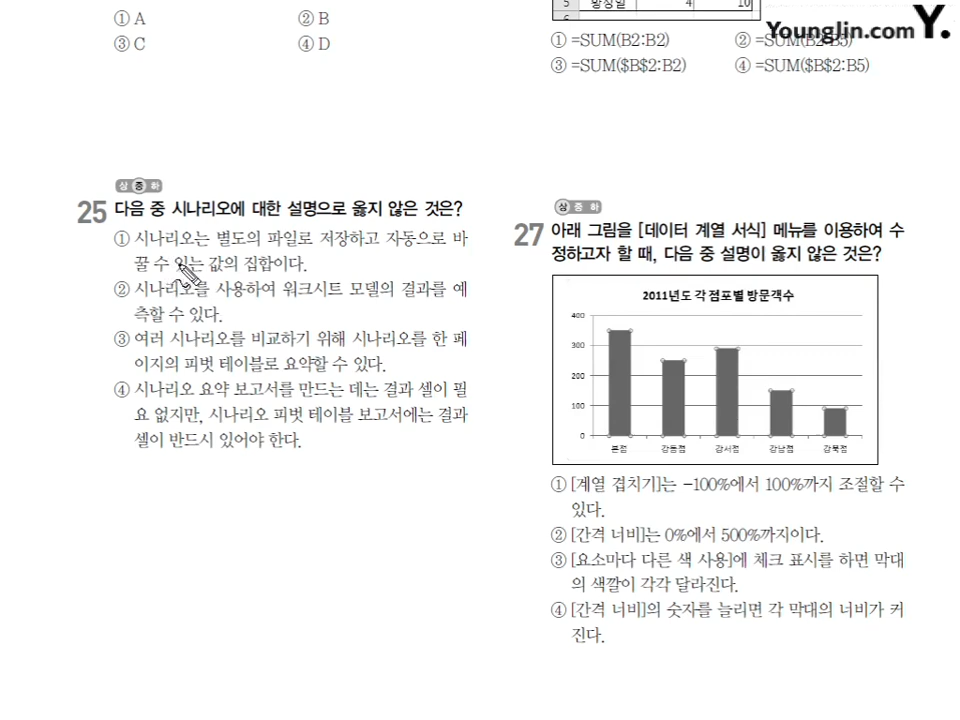 ① A ② B
③ C ④ D
상 중 하
25 다음 중 시나리오에 대한 설명으로 옳지 않은 것은?
① 시나리오는 별도의 파일로 저장하고 자동으로 바
꿀 수 있는 값의 집합이다.
② 시나리오를 사용하여 워크시트 모델의 결과를 예
측할 수 있다.
③ 여러 시나리오를 비교하기 위해 시나리오를 한 페
이지의 피벗 테이블로 요약할 수 있다.
④ 시나리오 요약 보고서를 만드는 데는 결과 셀이 필
요 없지만, 시나리오 피벗 테이블 보고서에는 결과
셀이 반드시 있어야 한다.
5 황정일 4 10
6
Younglin.com Y.
① =SUM(B2:B2) ② =SUM(B2:B5)
③ =SUM($B$2:B2) ④ =SUM($B$2:B5)
상 중 하
27 아래 그림을 [데이터 계열 서식] 메뉴를 이용하여 수
정하고자 할 때, 다음 중 설명이 옳지 않은 것은?
2011년도 각 점포별 방문객수
400
300
200
100
0
본점 강동점 강서점 강남점 강북점
① [계열 겹치기]는 -100%에서 100%까지 조절할 수
있다.
② [간격 너비]는 0%에서 500%까지이다.
③ [요소마다 다른 색 사용]에 체크 표시를 하면 막대
의 색깔이 각각 달라진다.
④ [간격 너비]의 숫자를 늘리면 각 막대의 너비가 커
진다.